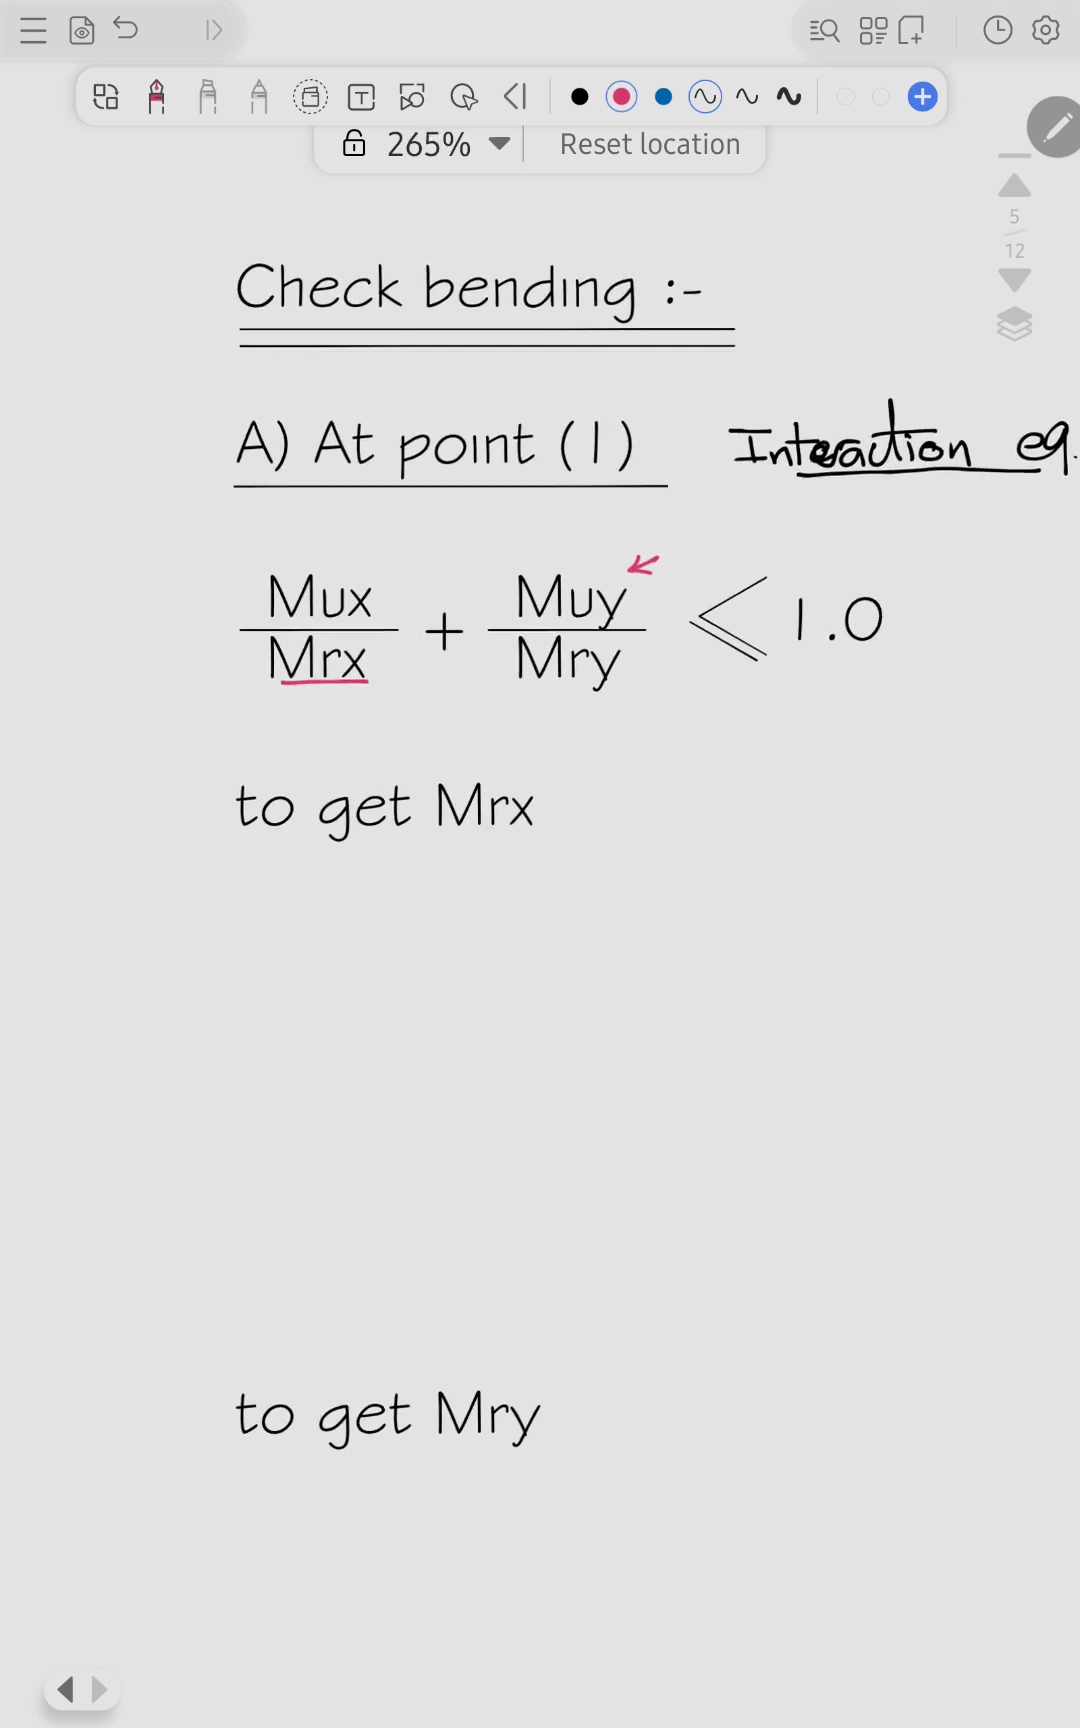 265% Reset location
5
12
Check bending :-
A) At point (1) Interaction eq.
Mux
Mrx
+
Muy
Mry
⩽ 1.0
to get Mrx
to get Mry